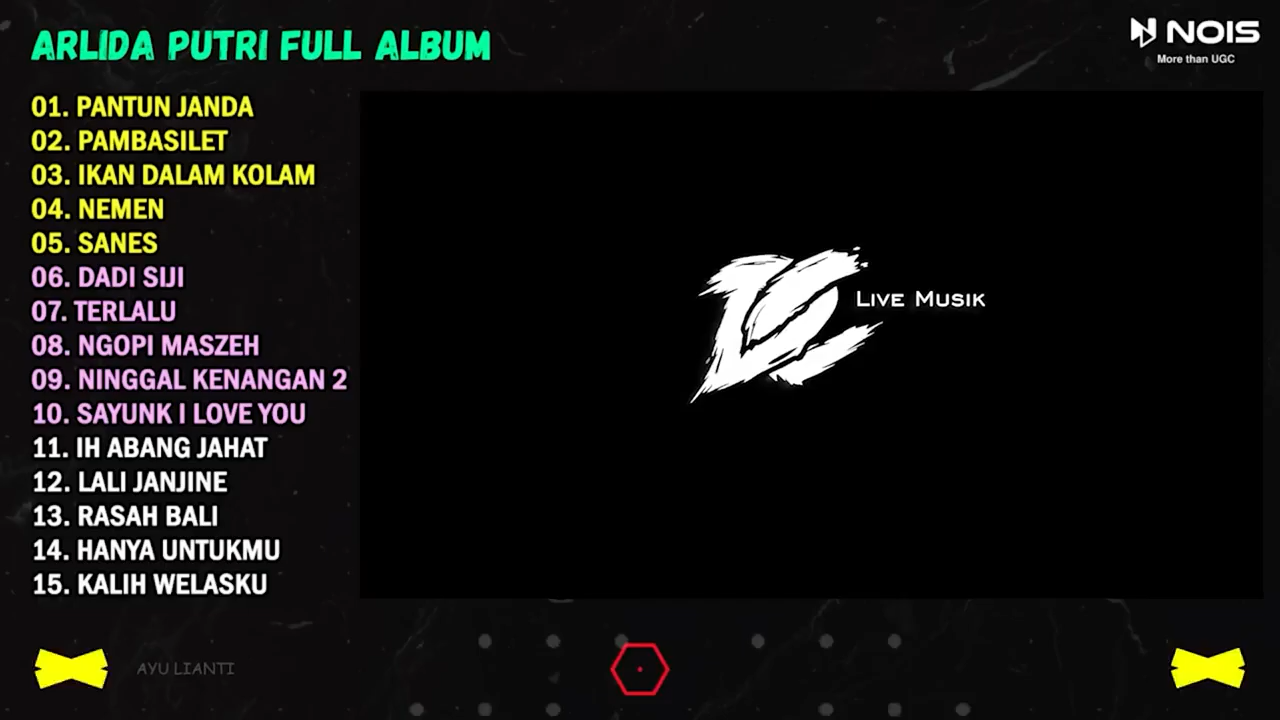 ARLIDA PUTRI FULL ALBUM
NOIS
More than UGC
01. PANTUN JANDA
02. PAMBASILET
03. IKAN DALAM KOLAM
04. NEMEN
05. SANES
06. DADI SIJI
07. TERLALU
08. NGOPI MASZEH
09. NINGGAL KENANGAN 2
10. SAYUNK I LOVE YOU
11. IH ABANG JAHAT
12. LALI JANJINE
13. RASAH BALI
14. HANYA UNTUKMU
15. KALIH WELASKU
LIVE MUSIK
AYU LIANTI